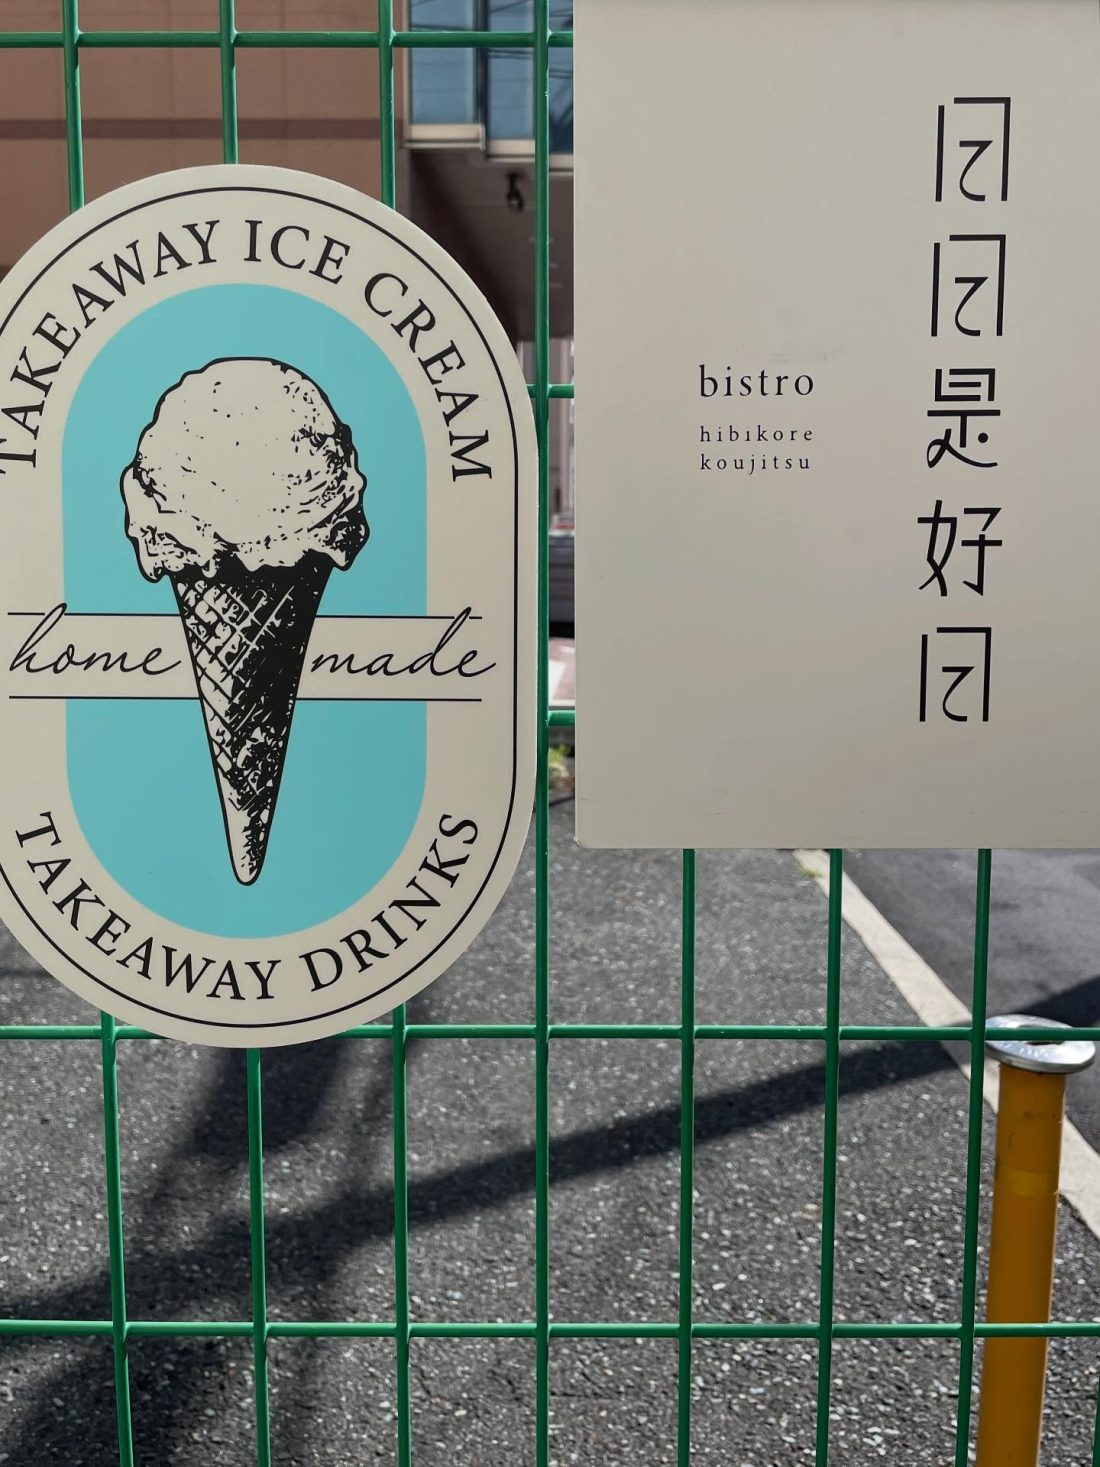 TAKEAWAY ICE CREAM
home made
TAKEAWAY DRINKS
bistro
hibikore
koujitsu
日日是好日